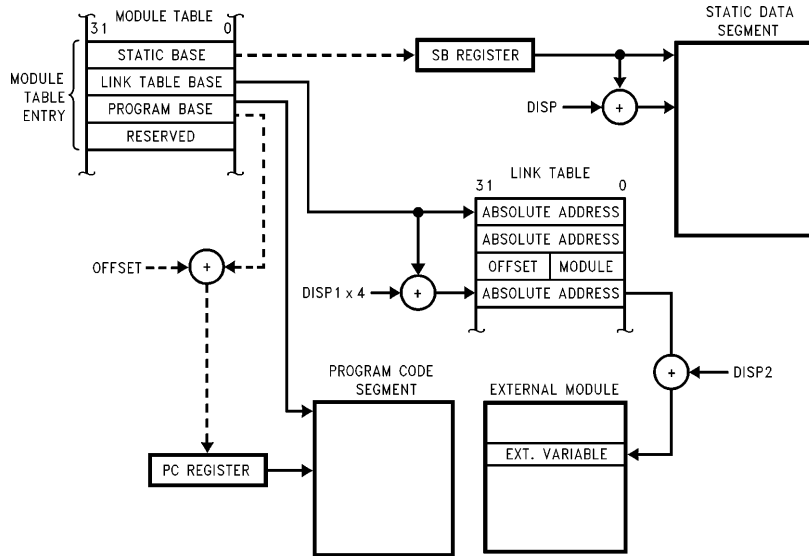 MODULE TABLE
31 0
STATIC BASE
LINK TABLE BASE
PROGRAM BASE
RESERVED
MODULE
TABLE
ENTRY
SB REGISTER
STATIC DATA
SEGMENT
DISP
+
LINK TABLE
31 0
ABSOLUTE ADDRESS
ABSOLUTE ADDRESS
OFFSET MODULE
ABSOLUTE ADDRESS
OFFSET
+
DISP1 x 4
+
PROGRAM CODE
SEGMENT
EXTERNAL MODULE
+
DISP2
EXT. VARIABLE
PC REGISTER